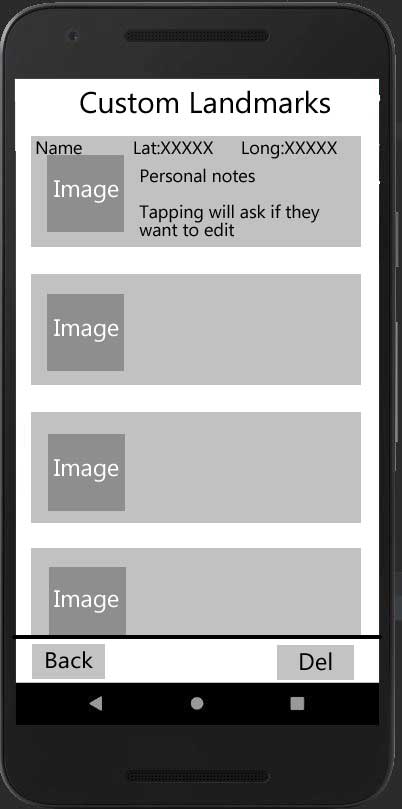 Custom Landmarks
Name Lat:XXXXX Long:XXXXX
Image
Personal notes
Tapping will ask if they
want to edit
Image
Image
Image
Back Del